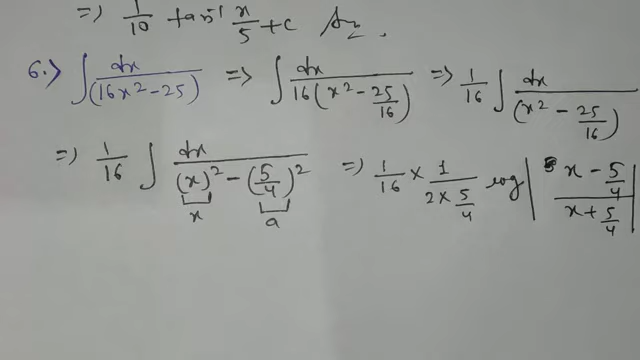 => 1/10 tan⁻¹ x/5 + c Ans.
6.> ∫ dx/(16x² - 25) => ∫ dx/16(x² - 25/16) => 1/16 ∫ dx/(x² - 25/16)
=> 1/16 ∫ dx/(x)² - (5/4)² => 1/16 × 1/2 × 5/4 log | x - 5/4 / x + 5/4 |
x a